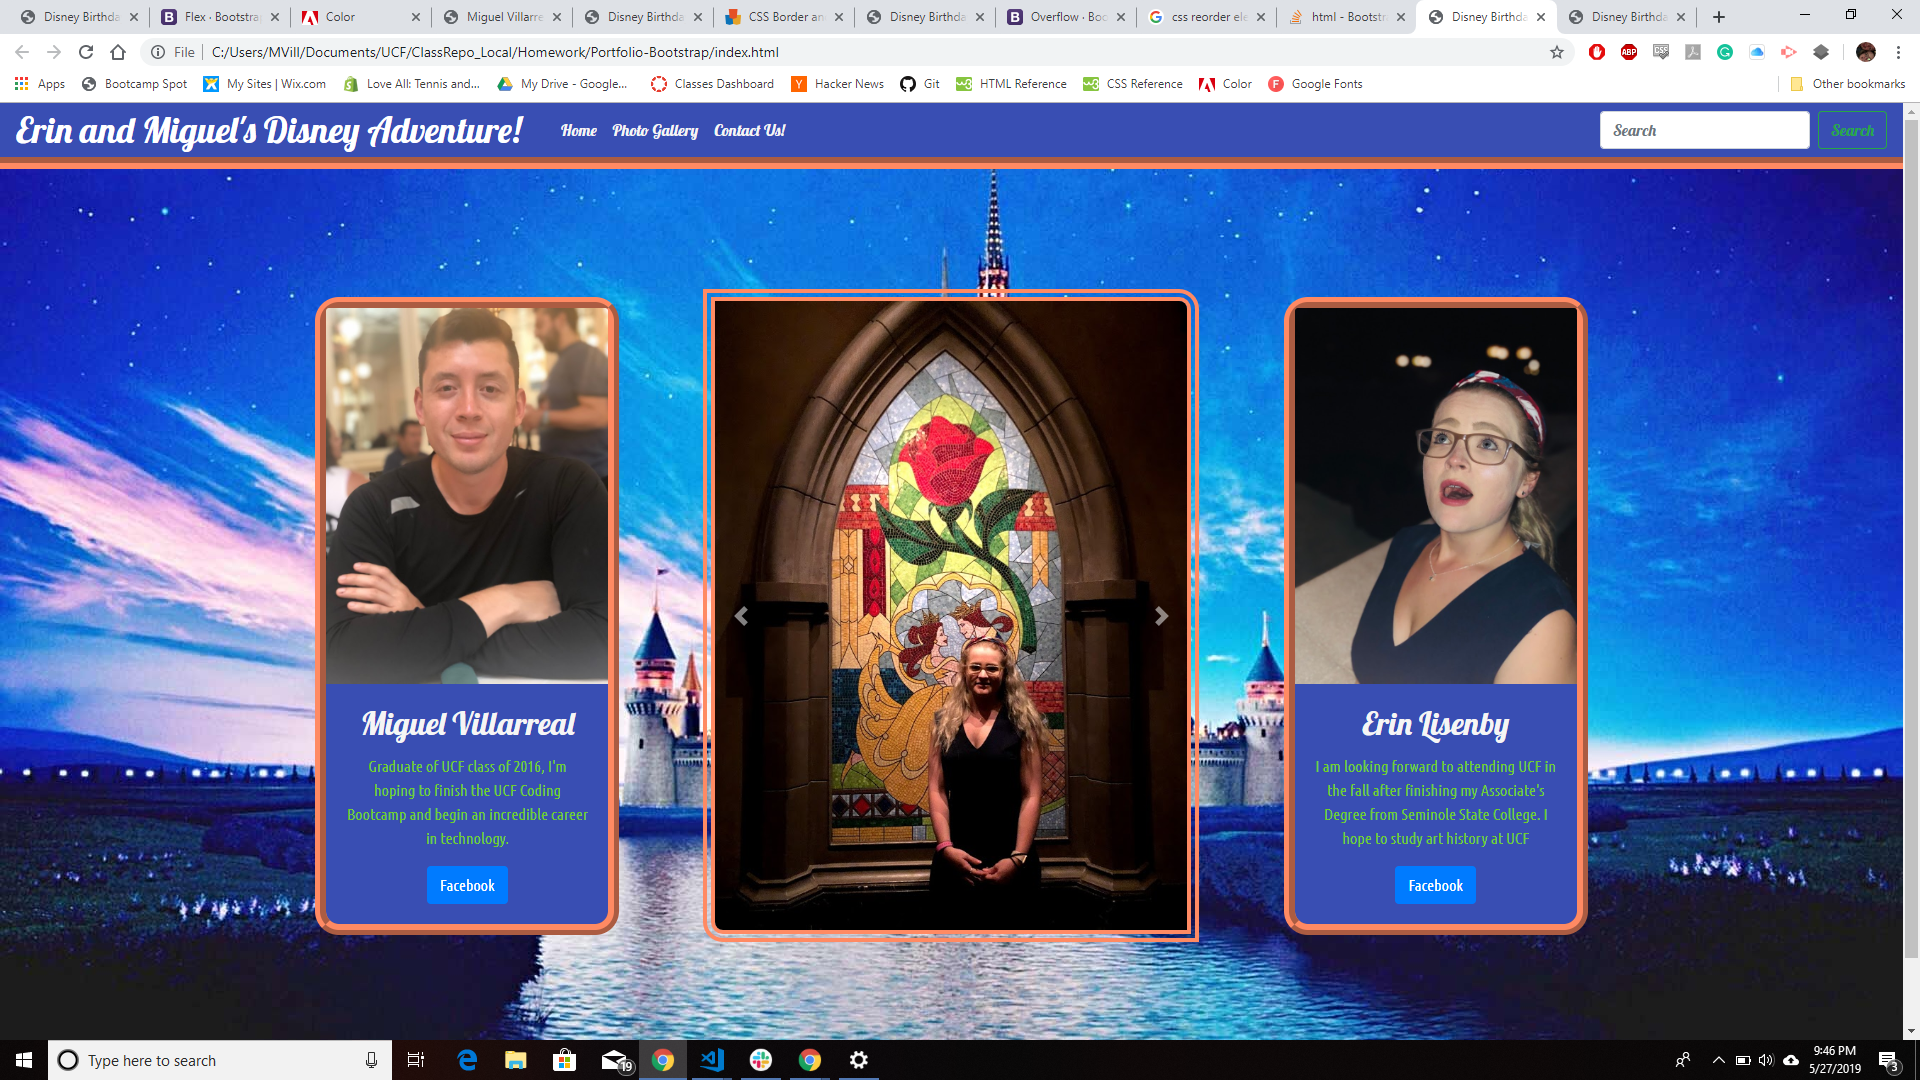 Disney Birthda
Flex · Bootstrap
Color
Miguel Villarre
Disney Birthda
CSS Border an
Disney Birthda
Overflow · Boo
css reorder ele
html - Bootstr
Disney Birthda
Disney Birthda
File
C:/Users/MVill/Documents/UCF/ClassRepo_Local/Homework/Portfolio-Bootstrap/index.html
Apps
Bootcamp Spot
My Sites | Wix.com
Love All: Tennis and...
My Drive - Google...
Classes Dashboard
Hacker News
Git
HTML Reference
CSS Reference
Color
Google Fonts
Other bookmarks
Erin and Miguel's Disney Adventure!
Home
Photo Gallery
Contact Us!
Search
Search
Miguel Villarreal
Graduate of UCF class of 2016, I'm
hoping to finish the UCF Coding
Bootcamp and begin an incredible career
in technology.
Facebook
Erin Lisenby
I am looking forward to attending UCF in
the fall after finishing my Associate's
Degree from Seminole State College. I
hope to study art history at UCF
Facebook
Type here to search
19
9:46 PM
5/27/2019
3